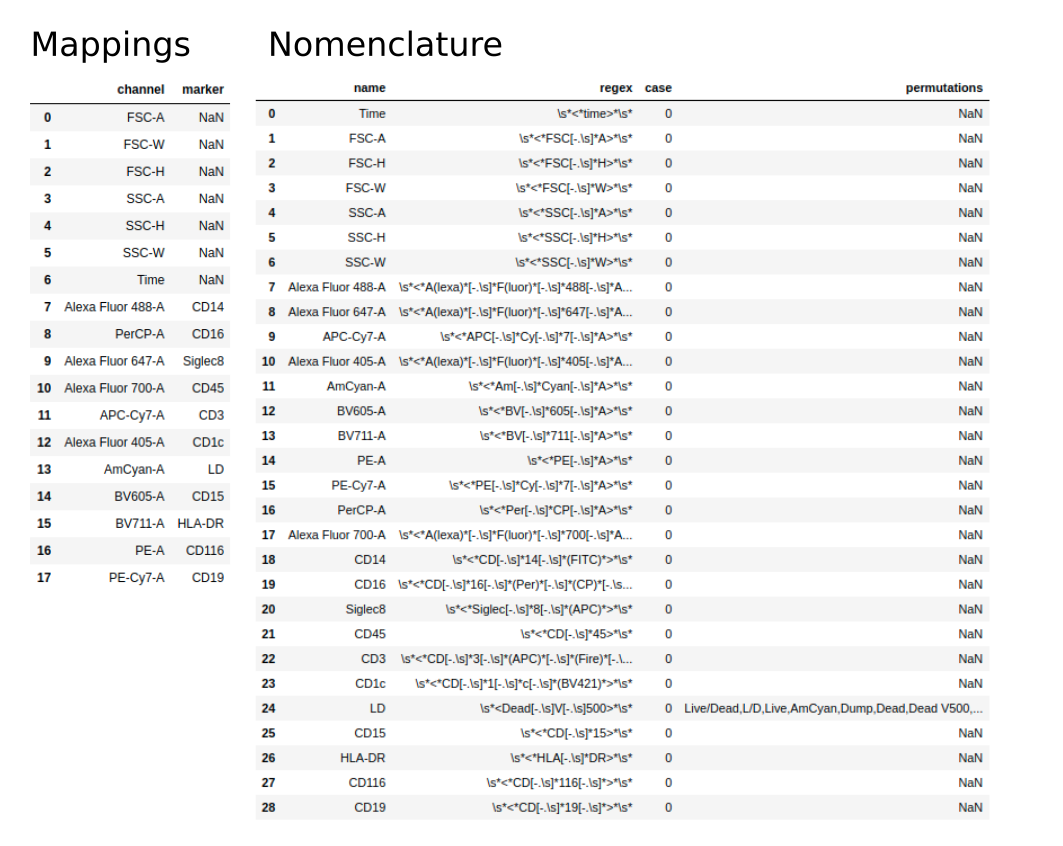 Mappings
channel marker
0 FSC-A NaN
1 FSC-W NaN
2 FSC-H NaN
3 SSC-A NaN
4 SSC-H NaN
5 SSC-W NaN
6 Time NaN
7 Alexa Fluor 488-A CD14
8 PerCP-A CD16
9 Alexa Fluor 647-A Siglec8
10 Alexa Fluor 700-A CD45
11 APC-Cy7-A CD3
12 Alexa Fluor 405-A CD1c
13 AmCyan-A LD
14 BV605-A CD15
15 BV711-A HLA-DR
16 PE-A CD116
17 PE-Cy7-A CD19
Nomenclature
name regex case permutations
0 Time \s*<*time>*\s* 0 NaN
1 FSC-A \s*<*FSC[-.\s]*A>*\s* 0 NaN
2 FSC-H \s*<*FSC[-.\s]*H>*\s* 0 NaN
3 FSC-W \s*<*FSC[-.\s]*W>*\s* 0 NaN
4 SSC-A \s*<*SSC[-.\s]*A>*\s* 0 NaN
5 SSC-H \s*<*SSC[-.\s]*H>*\s* 0 NaN
6 SSC-W \s*<*SSC[-.\s]*W>*\s* 0 NaN
7 Alexa Fluor 488-A \s*<*A(lexa)*[-.\s]*F(luor)*[-.\s]*488[-.\s]*A... 0 NaN
8 Alexa Fluor 647-A \s*<*A(lexa)*[-.\s]*F(luor)*[-.\s]*647[-.\s]*A... 0 NaN
9 APC-Cy7-A \s*<*APC[-.\s]*Cy[-.\s]*7[-.\s]*A>*\s* 0 NaN
10 Alexa Fluor 405-A \s*<*A(lexa)*[-.\s]*F(luor)*[-.\s]*405[-.\s]*A... 0 NaN
11 AmCyan-A \s*<*Am[-.\s]*Cyan[-.\s]*A>*\s* 0 NaN
12 BV605-A \s*<*BV[-.\s]*605[-.\s]*A>*\s* 0 NaN
13 BV711-A \s*<*BV[-.\s]*711[-.\s]*A>*\s* 0 NaN
14 PE-A \s*<*PE[-.\s]*A>*\s* 0 NaN
15 PE-Cy7-A \s*<*PE[-.\s]*Cy[-.\s]*7[-.\s]*A>*\s* 0 NaN
16 PerCP-A \s*<*Per[-.\s]*CP[-.\s]*A>*\s* 0 NaN
17 Alexa Fluor 700-A \s*<*A(lexa)*[-.\s]*F(luor)*[-.\s]*700[-.\s]*A... 0 NaN
18 CD14 \s*<*CD[-.\s]*14[-.\s]*(FITC)*>*\s* 0 NaN
19 CD16 \s*<*CD[-.\s]*16[-.\s]*(Per)*[-.\s]*(CP)*[-.\s... 0 NaN
20 Siglec8 \s*<*Siglec[-.\s]*8[-.\s]*(APC)*>*\s* 0 NaN
21 CD45 \s*<*CD[-.\s]*45>*\s* 0 NaN
22 CD3 \s*<*CD[-.\s]*3[-.\s]*(APC)*[-.\s]*(Fire)*[-.\... 0 NaN
23 CD1c \s*<*CD[-.\s]*1[-.\s]*c[-.\s]*(BV421)*>*\s* 0 NaN
24 LD \s*<Dead[-.\s]V[-.\s]500>*\s* 0 Live/Dead,L/D,Live,AmCyan,Dump,Dead,Dead V500,...
25 CD15 \s*<*CD[-.\s]*15>*\s* 0 NaN
26 HLA-DR \s*<*HLA[-.\s]*DR>*\s* 0 NaN
27 CD116 \s*<*CD[-.\s]*116[-.\s]*>*\s* 0 NaN
28 CD19 \s*<*CD[-.\s]*19[-.\s]*>*\s* 0 NaN